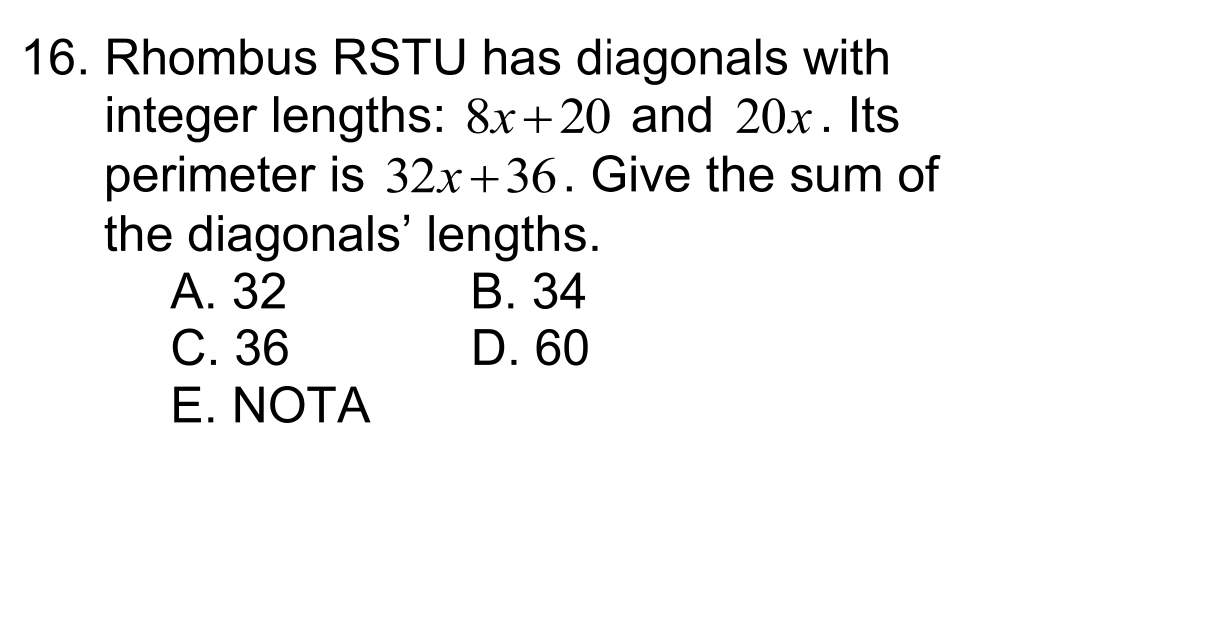 16. Rhombus RSTU has diagonals with
integer lengths: 8x+20 and 20x. Its
perimeter is 32x+36. Give the sum of
the diagonals’ lengths.
A. 32 B. 34
C. 36 D. 60
E. NOTA